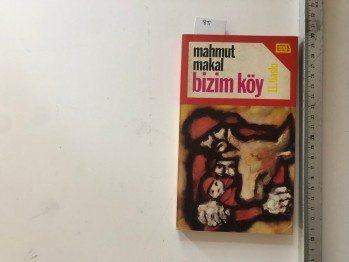 mahmut
makal
bizim köy
11. baskı